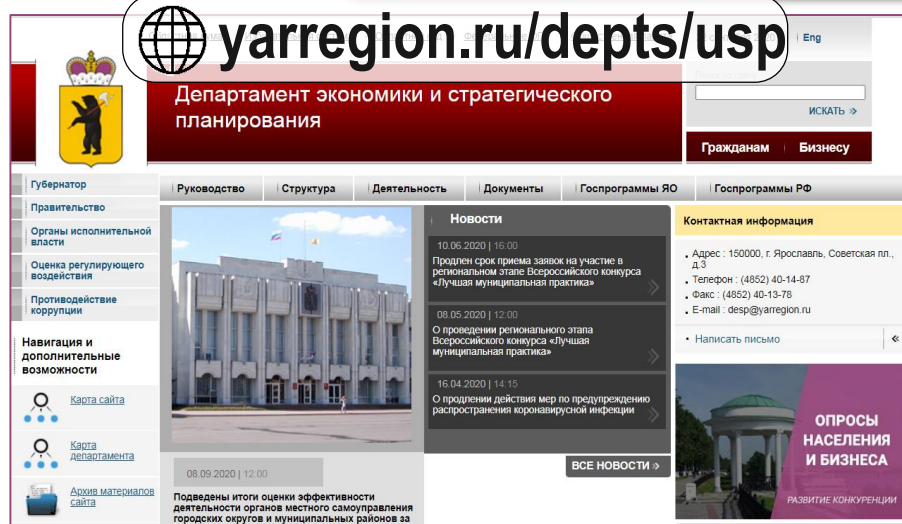 yarregion.ru/depts/usp
Eng
Департамент экономики и стратегического
планирования
ИСКАТЬ
Гражданам
Бизнесу
Губернатор
Правительство
Органы исполнительной
власти
Оценка регулирующего
воздействия
Противодействие
коррупции
Навигация и
дополнительные
возможности
Карта сайта
Карта
департамента
Архив материалов
сайта
Руководство
Структура
Деятельность
Документы
Госпрограммы ЯО
Госпрограммы РФ
08.09.2020 | 12:00
Подведены итоги оценки эффективности
деятельности органов местного самоуправления
городских округов и муниципальных районов за
Новости
10.06.2020 | 16:00
Продлен срок приема заявок на участие в
региональном этапе Всероссийского конкурса
«Лучшая муниципальная практика»
08.05.2020 | 12:00
О проведении регионального этапа
Всероссийского конкурса «Лучшая
муниципальная практика»
16.04.2020 | 14:15
О продлении действия мер по предупреждению
распространения коронавирусной инфекции
ВСЕ НОВОСТИ
Контактная информация
Адрес : 150000, г. Ярославль, Советская пл.,
д.3
Телефон : (4852) 40-14-87
Факс : (4852) 40-13-78
E-mail : desp@yarregion.ru
Написать письмо
ОПРОСЫ
НАСЕЛЕНИЯ
И БИЗНЕСА
РАЗВИТИЕ КОНКУРЕНЦИИ